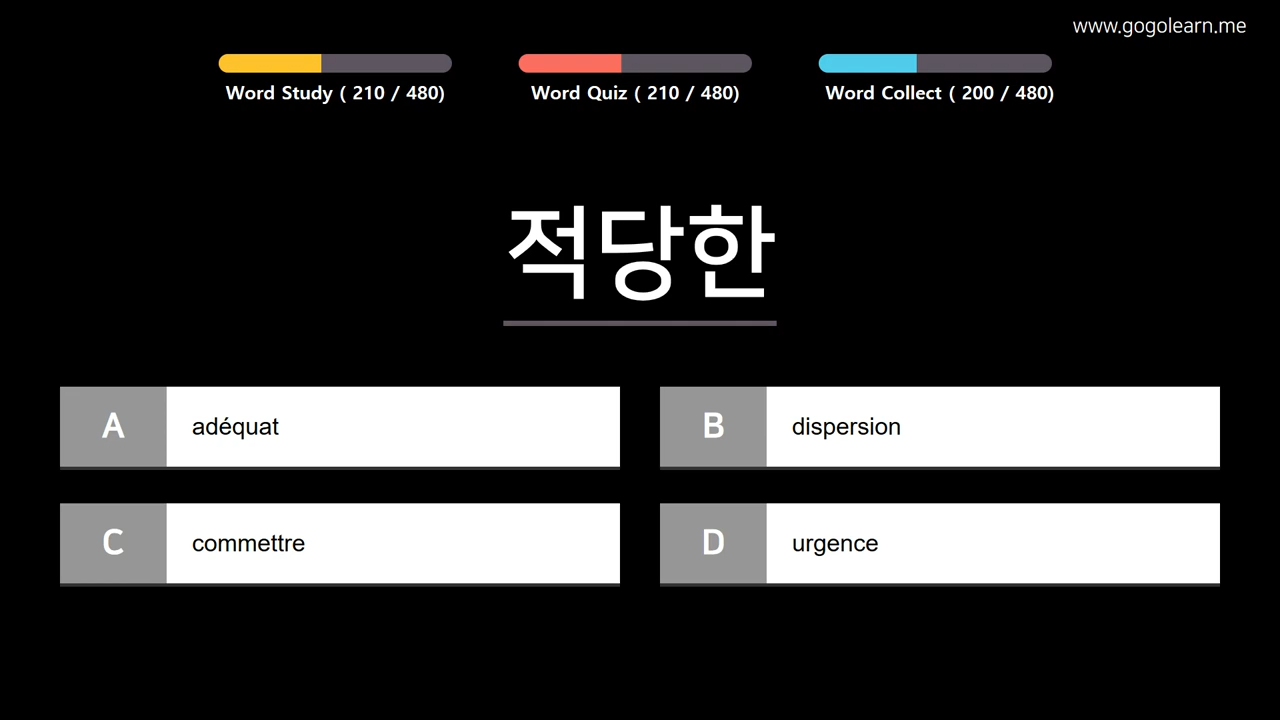 www.gogolearn.me
Word Study ( 210 / 480)
Word Quiz ( 210 / 480)
Word Collect ( 200 / 480)
적당한
A adéquat
B dispersion
C commettre
D urgence